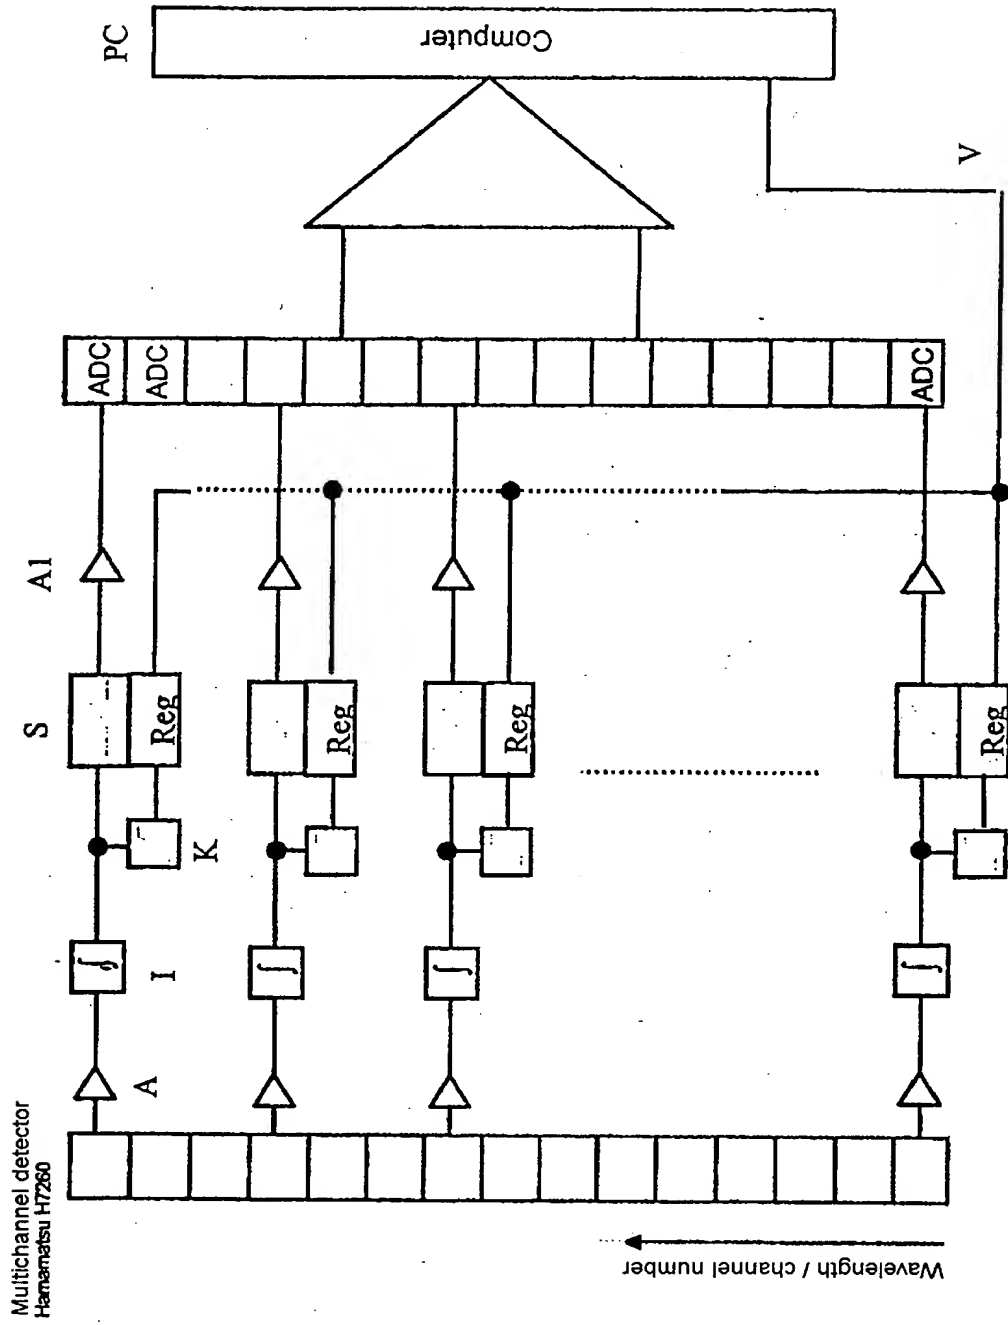 Multichannel detector
Hamamatsu H7260
A
I
K
S
A1
PC
V
Reg
Reg
Reg
Reg
ADC
ADC
ADC
Computer
Wavelength / channel number
∫
∫
∫
∫